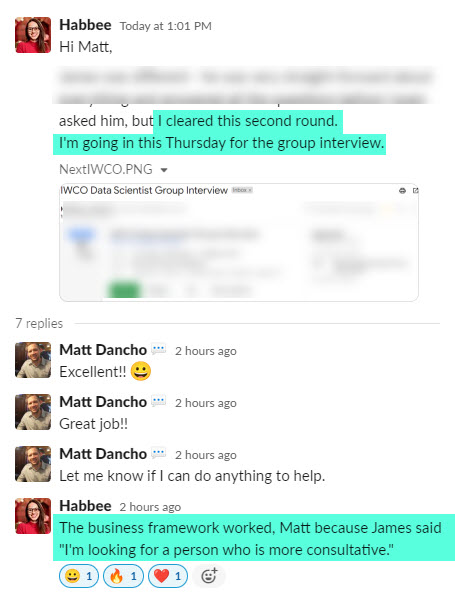 Habbee Today at 1:01 PM
Hi Matt,
asked him, but I cleared this second round.
I'm going in this Thursday for the group interview.
NextIWCO.PNG
IWCO Data Scientist Group Interview
7 replies
Matt Dancho 2 hours ago
Excellent!! 😀
Matt Dancho 2 hours ago
Great job!!
Matt Dancho 2 hours ago
Let me know if I can do anything to help.
Habbee 2 hours ago
The business framework worked, Matt because James said
"I'm looking for a person who is more consultative."
😀 1 🔥 1 ❤️ 1